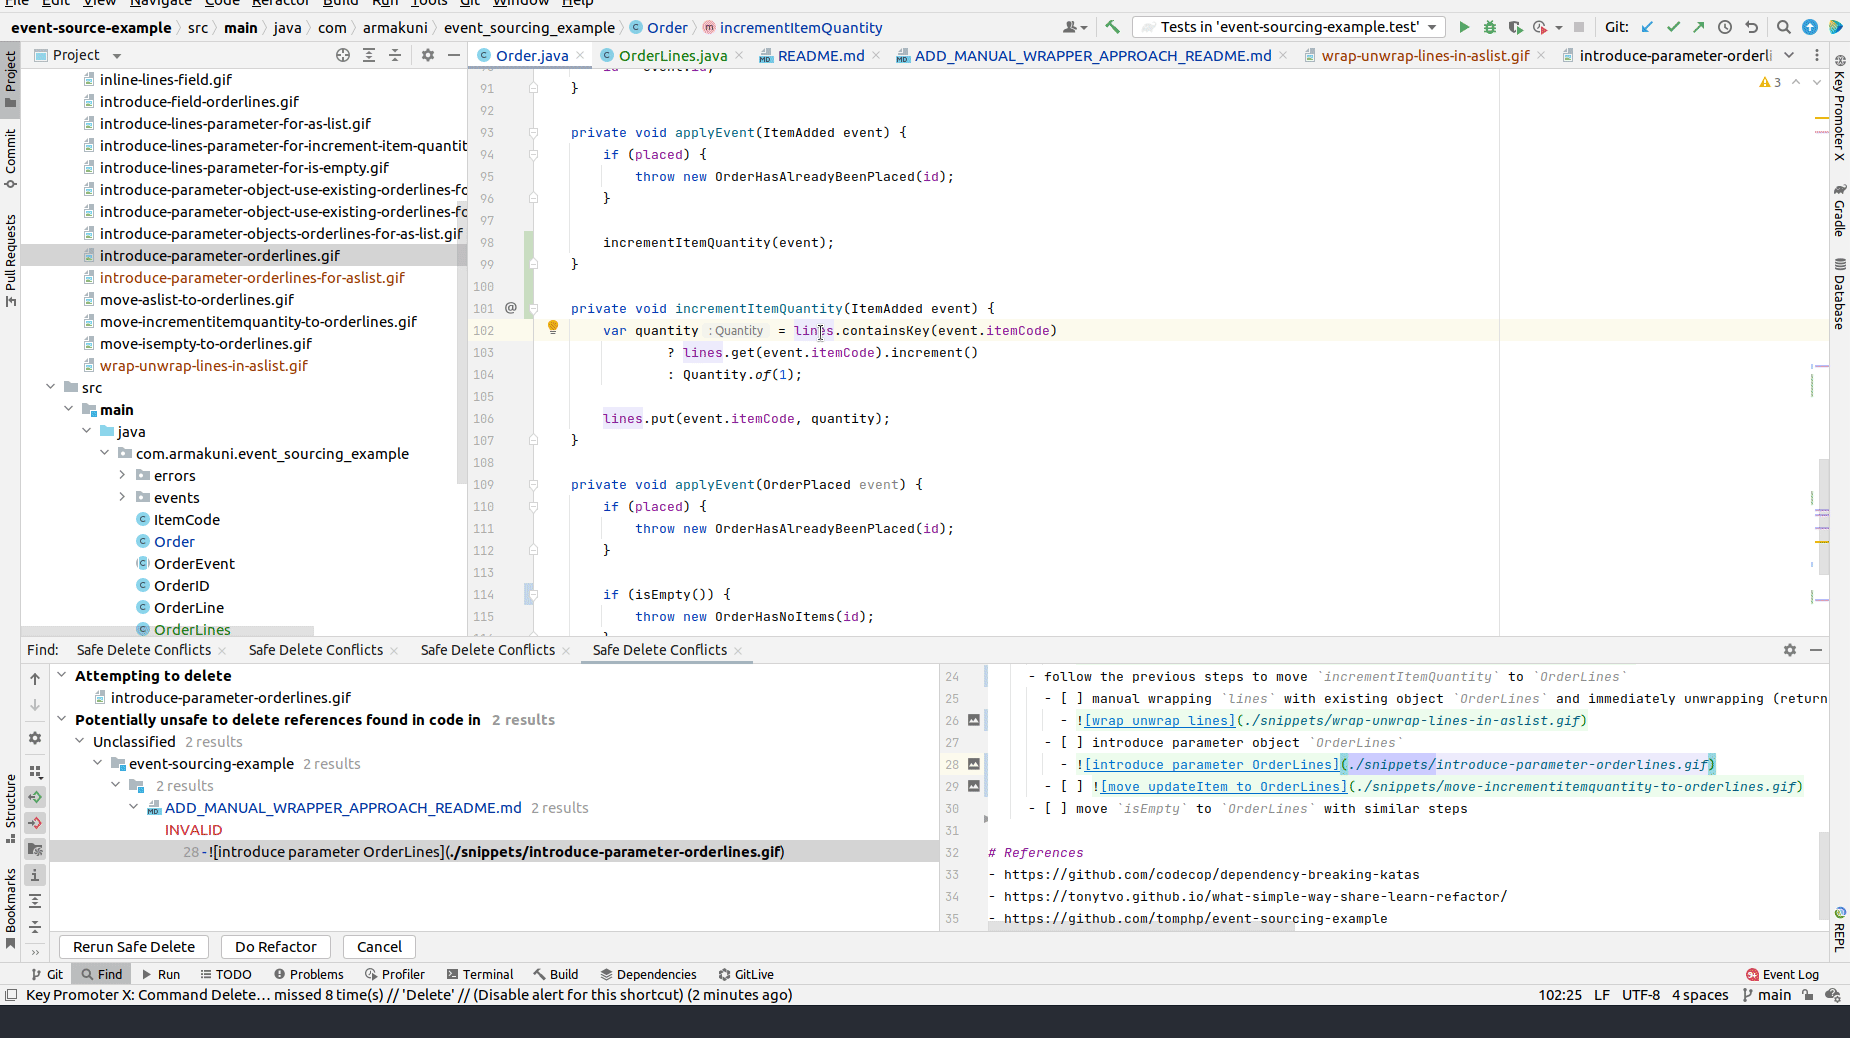 File Edit View Navigate Code Refactor Build Run Tools Git Window Help
event-source-example src main java com armakuni event_sourcing_example Order incrementItemQuantity
Tests in 'event-sourcing-example.test' Git:
Project
Order.java OrderLines.java README.md ADD_MANUAL_WRAPPER_APPROACH_README.md wrap-unwrap-lines-in-aslist.gif introduce-parameter-orderli
Project
Commit
Pull Requests
Structure
Bookmarks
inline-lines-field.gif
introduce-field-orderlines.gif
introduce-lines-parameter-for-as-list.gif
introduce-lines-parameter-for-increment-item-quantit
introduce-lines-parameter-for-is-empty.gif
introduce-parameter-object-use-existing-orderlines-fo
introduce-parameter-object-use-existing-orderlines-fo
introduce-parameter-objects-orderlines-for-as-list.gif
introduce-parameter-orderlines.gif
introduce-parameter-orderlines-for-aslist.gif
move-aslist-to-orderlines.gif
move-incrementitemquantity-to-orderlines.gif
move-isempty-to-orderlines.gif
wrap-unwrap-lines-in-aslist.gif
src
main
java
com.armakuni.event_sourcing_example
errors
events
ItemCode
Order
OrderEvent
OrderID
OrderLine
OrderLines
3
91 }
92
93 private void applyEvent(ItemAdded event) {
94 if (placed) {
95 throw new OrderHasAlreadyBeenPlaced(id);
96 }
97
98 incrementItemQuantity(event);
99 }
100
101 @ private void incrementItemQuantity(ItemAdded event) {
102 var quantity : Quantity = lines.containsKey(event.itemCode)
103 ? lines.get(event.itemCode).increment()
104 : Quantity.of(1);
105
106 lines.put(event.itemCode, quantity);
107 }
108
109 private void applyEvent(OrderPlaced event) {
110 if (placed) {
111 throw new OrderHasAlreadyBeenPlaced(id);
112 }
113
114 if (isEmpty()) {
115 throw new OrderHasNoItems(id);
Key Promoter X
Gradle
Database
REPL
Find: Safe Delete Conflicts Safe Delete Conflicts Safe Delete Conflicts Safe Delete Conflicts
Attempting to delete
introduce-parameter-orderlines.gif
Potentially unsafe to delete references found in code in 2 results
Unclassified 2 results
event-sourcing-example 2 results
2 results
ADD_MANUAL_WRAPPER_APPROACH_README.md 2 results
INVALID
28 - ![introduce parameter OrderLines](./snippets/introduce-parameter-orderlines.gif)
24 - follow the previous steps to move `incrementItemQuantity` to `OrderLines`
25 - [ ] manual wrapping `lines` with existing object `OrderLines` and immediately unwrapping (return
26 - ![wrap unwrap lines](./snippets/wrap-unwrap-lines-in-aslist.gif)
27 - [ ] introduce parameter object `OrderLines`
28 - ![introduce parameter OrderLines](./snippets/introduce-parameter-orderlines.gif)
29 - [ ] ![move updateItem to OrderLines](./snippets/move-incrementitemquantity-to-orderlines.gif)
30 - [ ] move `isEmpty` to `OrderLines` with similar steps
31
32 # References
33 - https://github.com/codecop/dependency-breaking-katas
34 - https://tonytvo.github.io/what-simple-way-share-learn-refactor/
35 - https://github.com/tomphp/event-sourcing-example
Rerun Safe Delete Do Refactor Cancel
Git Find Run TODO Problems Profiler Terminal Build Dependencies GitLive Event Log
Key Promoter X: Command Delete... missed 8 time(s) // 'Delete' // (Disable alert for this shortcut) (2 minutes ago) 102:25 LF UTF-8 4 spaces main